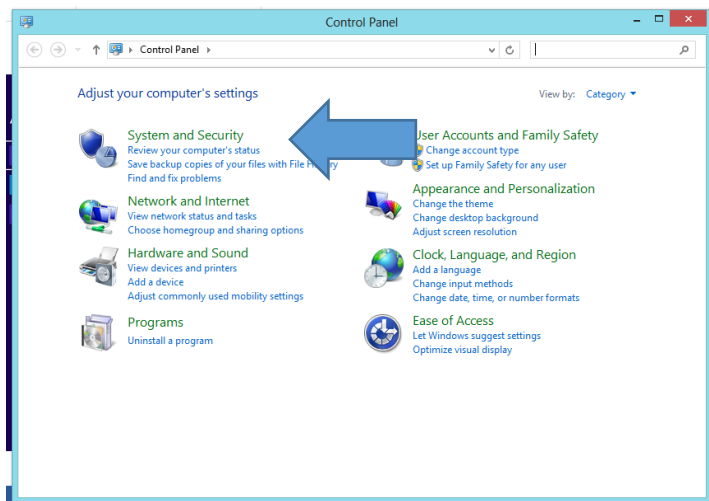 Control Panel
Control Panel
Adjust your computer's settings
View by: Category
System and Security
Review your computer's status
Save backup copies of your files with File
Find and fix problems
Network and Internet
View network status and tasks
Choose homegroup and sharing options
Hardware and Sound
View devices and printers
Add a device
Adjust commonly used mobility settings
Programs
Uninstall a program
User Accounts and Family Safety
Change account type
Set up Family Safety for any user
Appearance and Personalization
Change the theme
Change desktop background
Adjust screen resolution
Clock, Language, and Region
Add a language
Change input methods
Change date, time, or number formats
Ease of Access
Let Windows suggest settings
Optimize visual display